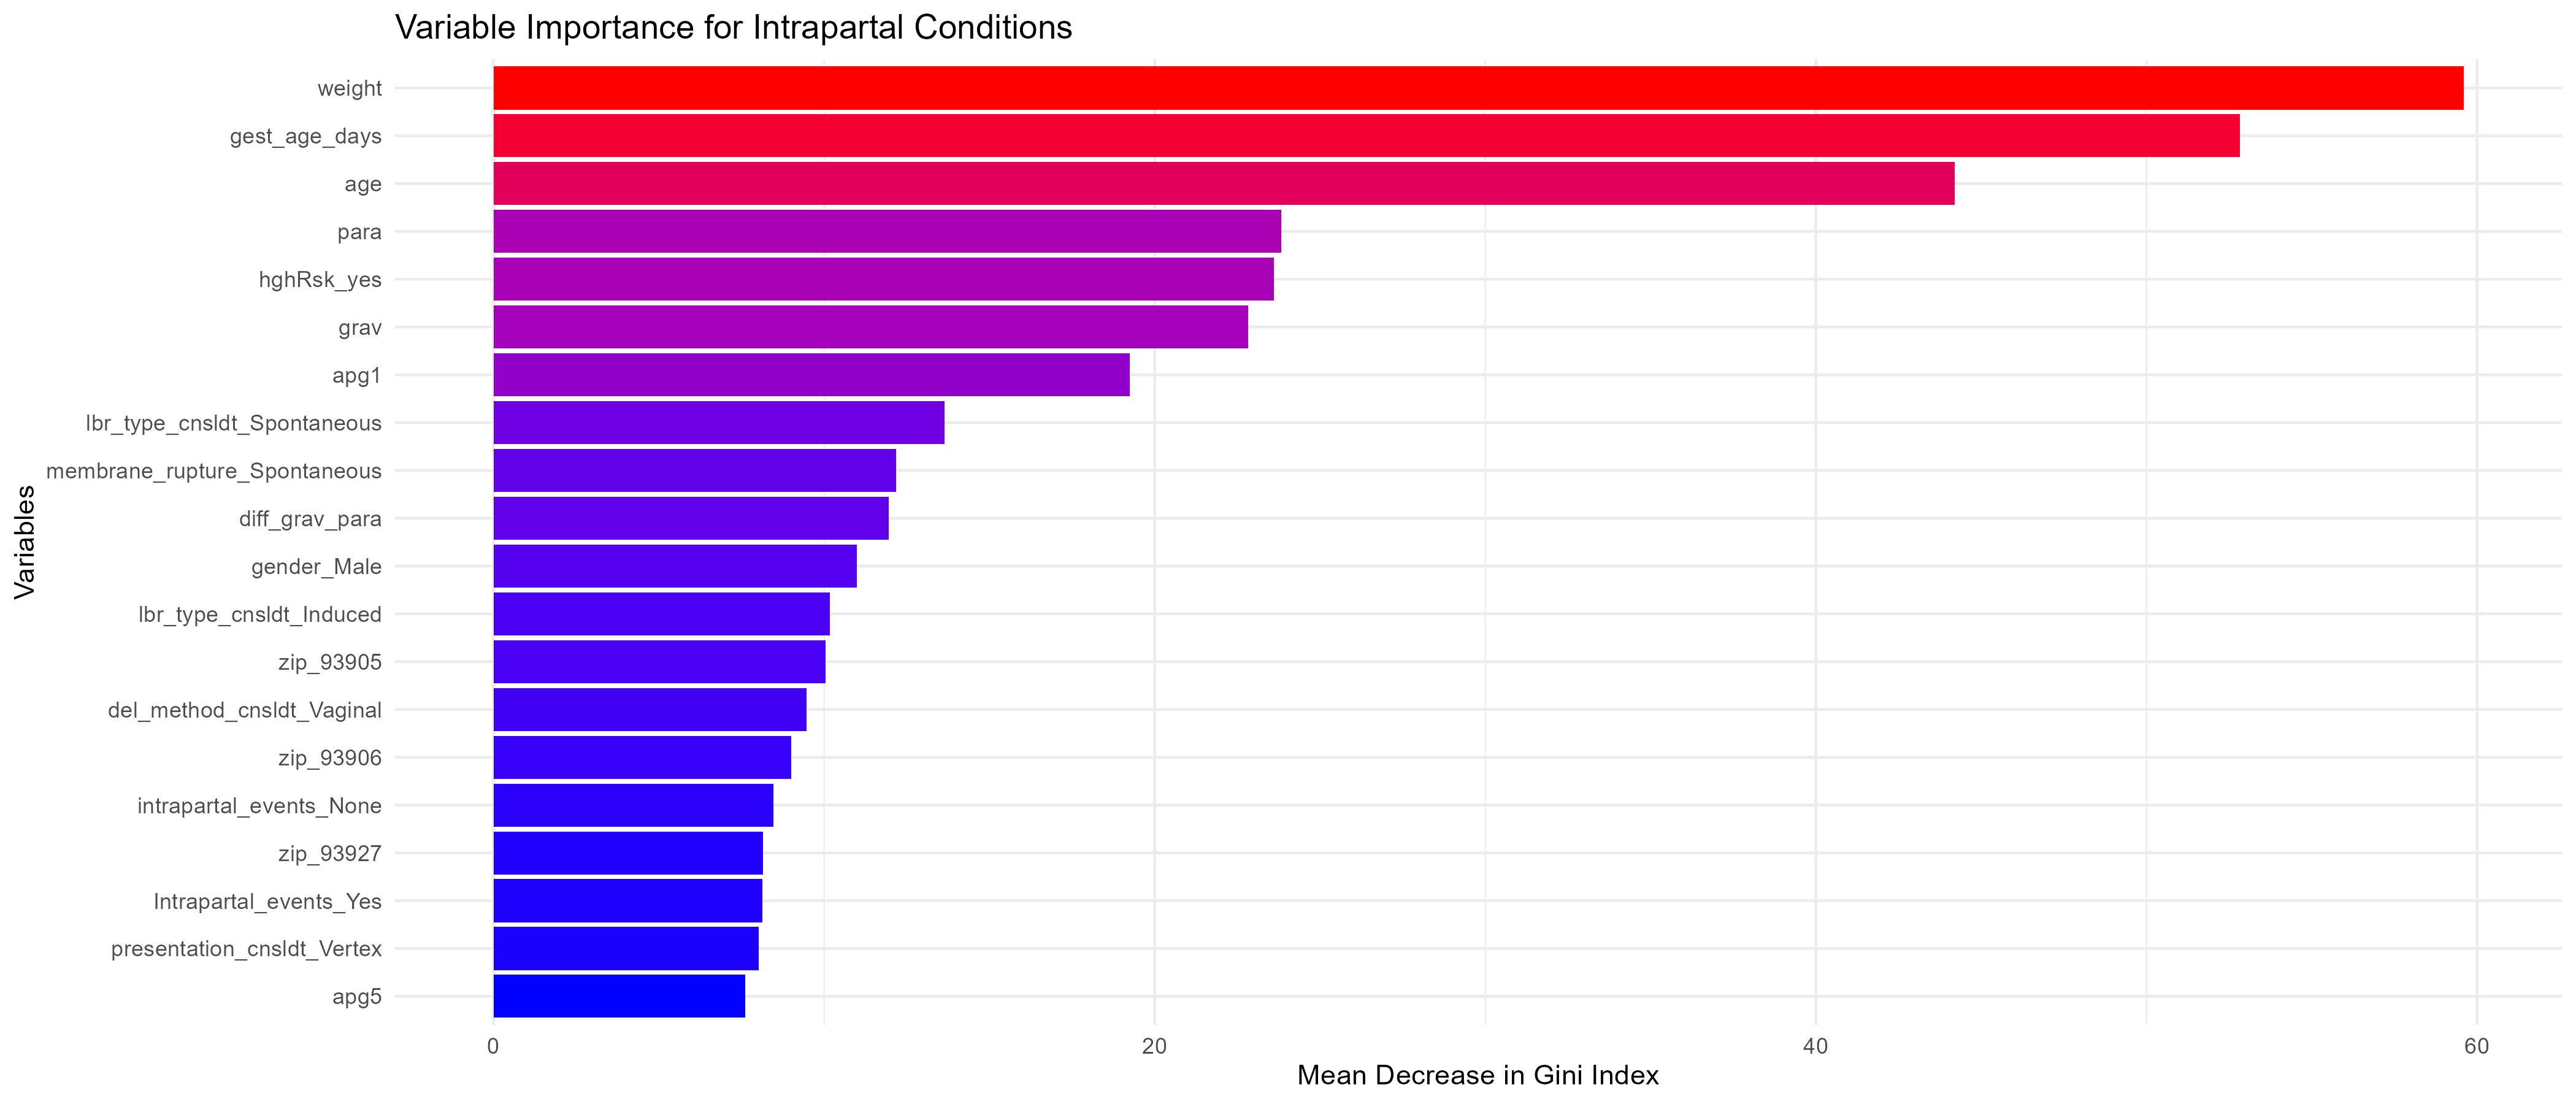 Variable Importance for Intrapartal Conditions
weight
gest_age_days
age
para
hghRsk_yes
grav
apg1
lbr_type_cnsldt_Spontaneous
membrane_rupture_Spontaneous
diff_grav_para
gender_Male
lbr_type_cnsldt_Induced
zip_93905
del_method_cnsldt_Vaginal
zip_93906
intrapartal_events_None
zip_93927
Intrapartal_events_Yes
presentation_cnsldt_Vertex
apg5
Variables
0 20 40 60
Mean Decrease in Gini Index